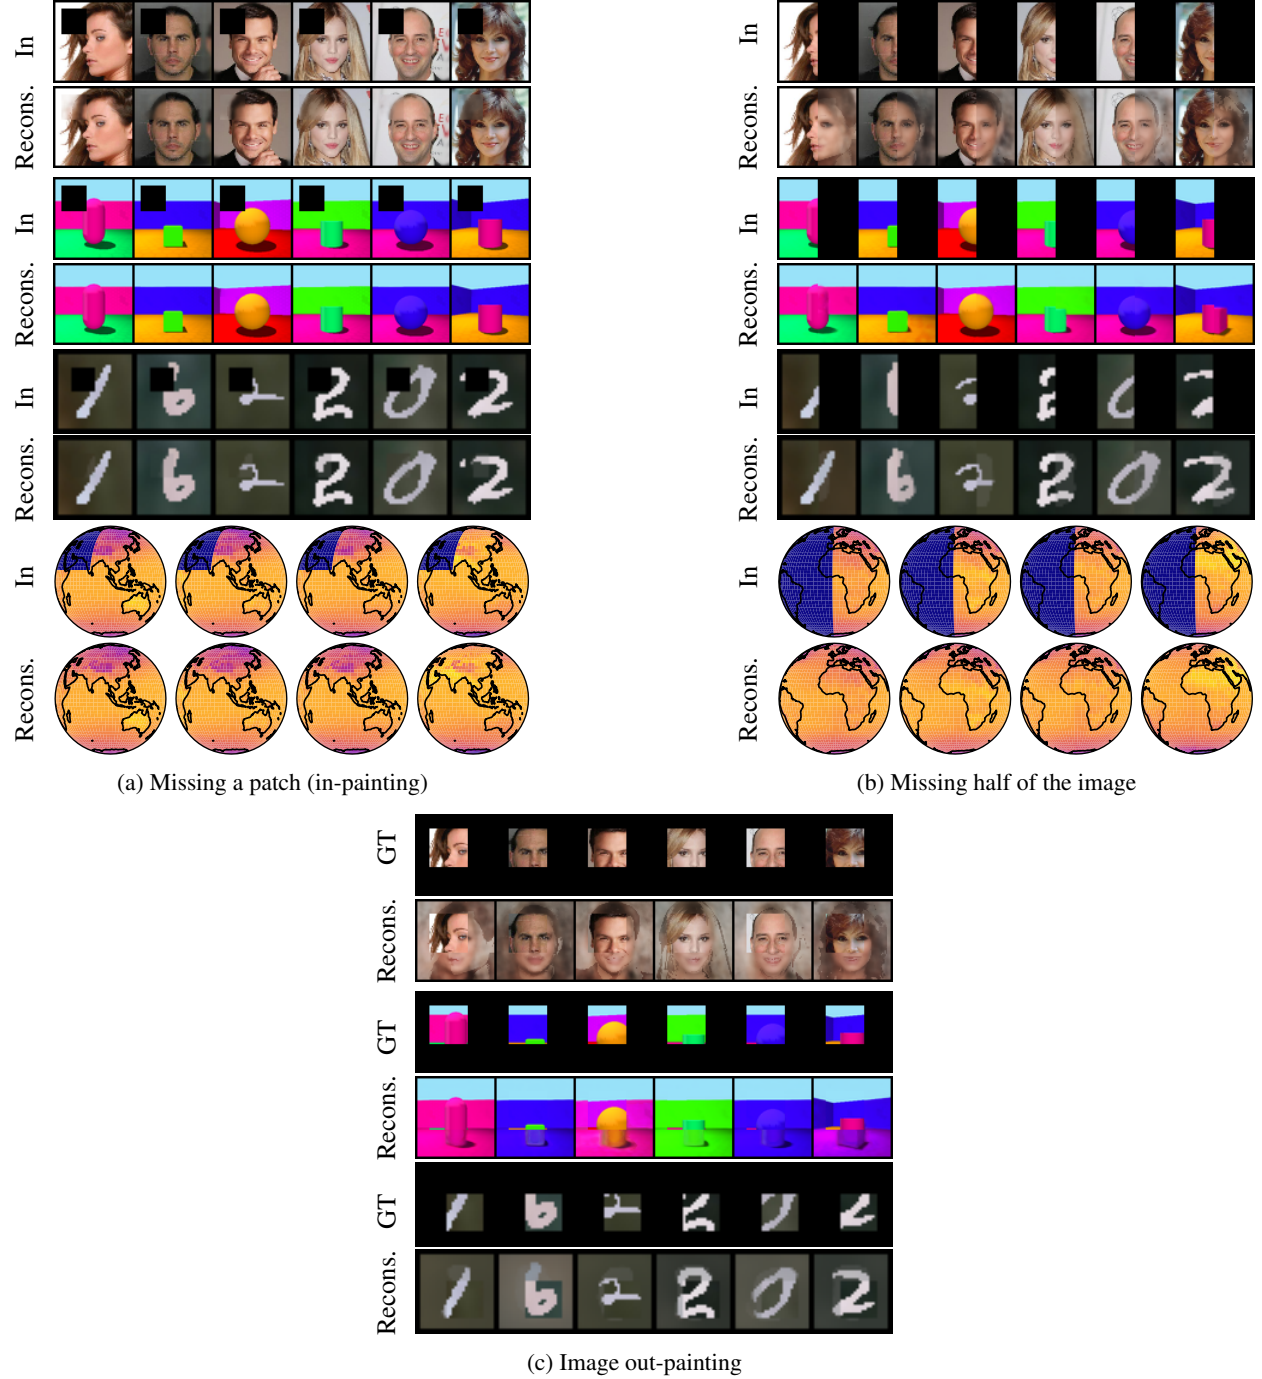 In
Recons.
In
Recons.
In
Recons.
In
Recons.
(a) Missing a patch (in-painting)
In
Recons.
In
Recons.
In
Recons.
In
Recons.
(b) Missing half of the image
GT
Recons.
GT
Recons.
GT
Recons.
(c) Image out-painting